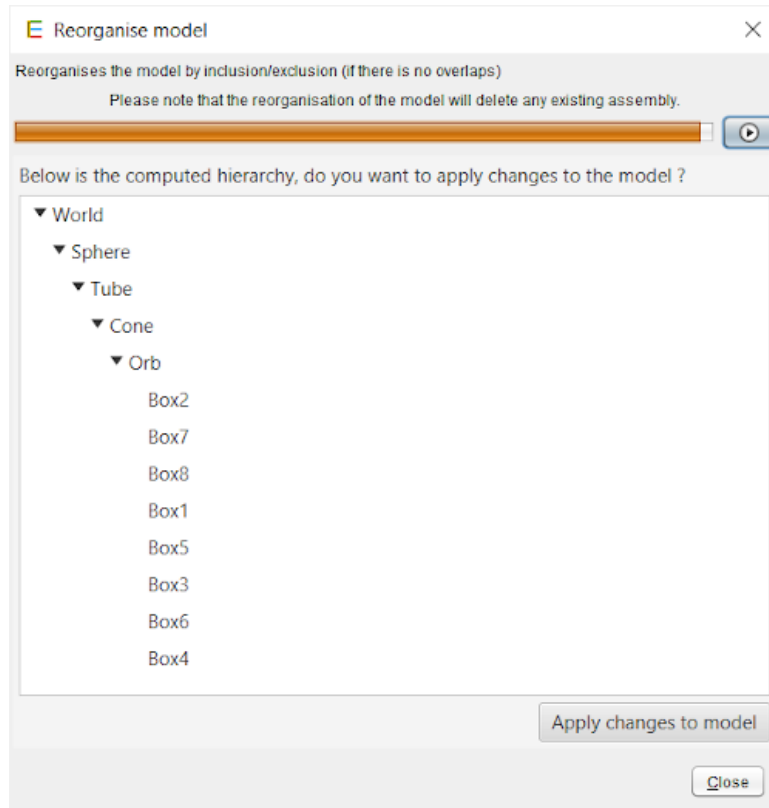 Reorganise model
Reorganises the model by inclusion/exclusion (if there is no overlaps)
Please note that the reorganisation of the model will delete any existing assembly.
Below is the computed hierarchy, do you want to apply changes to the model ?
World
Sphere
Tube
Cone
Orb
Box2
Box7
Box8
Box1
Box5
Box3
Box6
Box4
Apply changes to model
Close